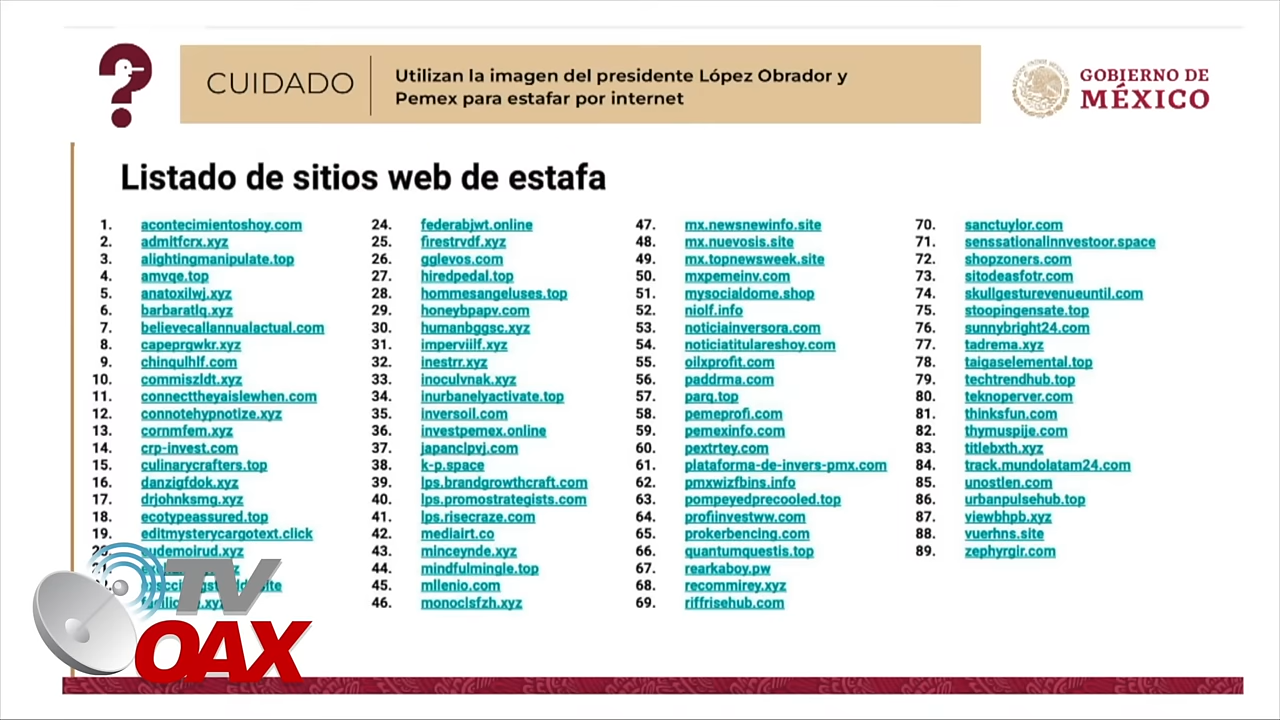 CUIDADO
Utilizan la imagen del presidente López Obrador y
Pemex para estafar por internet
GOBIERNO DE
MÉXICO
Listado de sitios web de estafa
1. acontecimientoshoy.com
2. admitfcrx.xyz
3. alightingmanipulate.top
4. amvqe.top
5. anatoxilwj.xyz
6. barbaratlq.xyz
7. believecallannualactual.com
8. capeprgwkr.xyz
9. chinqulhlf.com
10. commiszldt.xyz
11. connecttheyaislewhen.com
12. connotehypnotize.xyz
13. cornmfem.xyz
14. crp-invest.com
15. culinarycrafters.top
16. danzigfdok.xyz
17. drjohnksmg.xyz
18. ecotypeassured.top
19. editmysterycargotext.click
eudemoirud.xyz
24. federabjwt.online
25. firestrvdf.xyz
26. gglevos.com
27. hiredpedal.top
28. hommesangeluses.top
29. honeybpapv.com
30. humanbggsc.xyz
31. imperviilf.xyz
32. inestrr.xyz
33. inoculvnak.xyz
34. inurbanelyactivate.top
35. inversoil.com
36. investpemex.online
37. japanclpvj.com
38. k-p.space
39. lps.brandgrowthcraft.com
40. lps.promostrategists.com
41. lps.risecraze.com
42. mediairt.co
43. minceynde.xyz
44. mindfulmingle.top
45. mllenio.com
46. monoclsfzh.xyz
47. mx.newsnewinfo.site
48. mx.nuevosis.site
49. mx.topnewsweek.site
50. mxpemeinv.com
51. mysocialdome.shop
52. niolf.info
53. noticiainversora.com
54. noticiatitulareshoy.com
55. oilxprofit.com
56. paddrma.com
57. parq.top
58. pemeprofi.com
59. pemexinfo.com
60. pextrtey.com
61. plataforma-de-invers-pmx.com
62. pmxwizfbins.info
63. pompeyedprecooled.top
64. profiinvestww.com
65. prokerbencing.com
66. quantumquestis.top
67. rearkaboy.pw
68. recommirey.xyz
69. riffrisehub.com
70. sanctuylor.com
71. senssationalinnvestoor.space
72. shopzoners.com
73. sitodeasfotr.com
74. skullgesturevenueuntil.com
75. stoopingensate.top
76. sunnybright24.com
77. tadrema.xyz
78. taigaselemental.top
79. techtrendhub.top
80. teknoperver.com
81. thinksfun.com
82. thymuspije.com
83. titlebxth.xyz
84. track.mundolatam24.com
85. unostlen.com
86. urbanpulsehub.top
87. viewbhpb.xyz
88. vuerhns.site
89. zephyrgir.com
TV
OAX